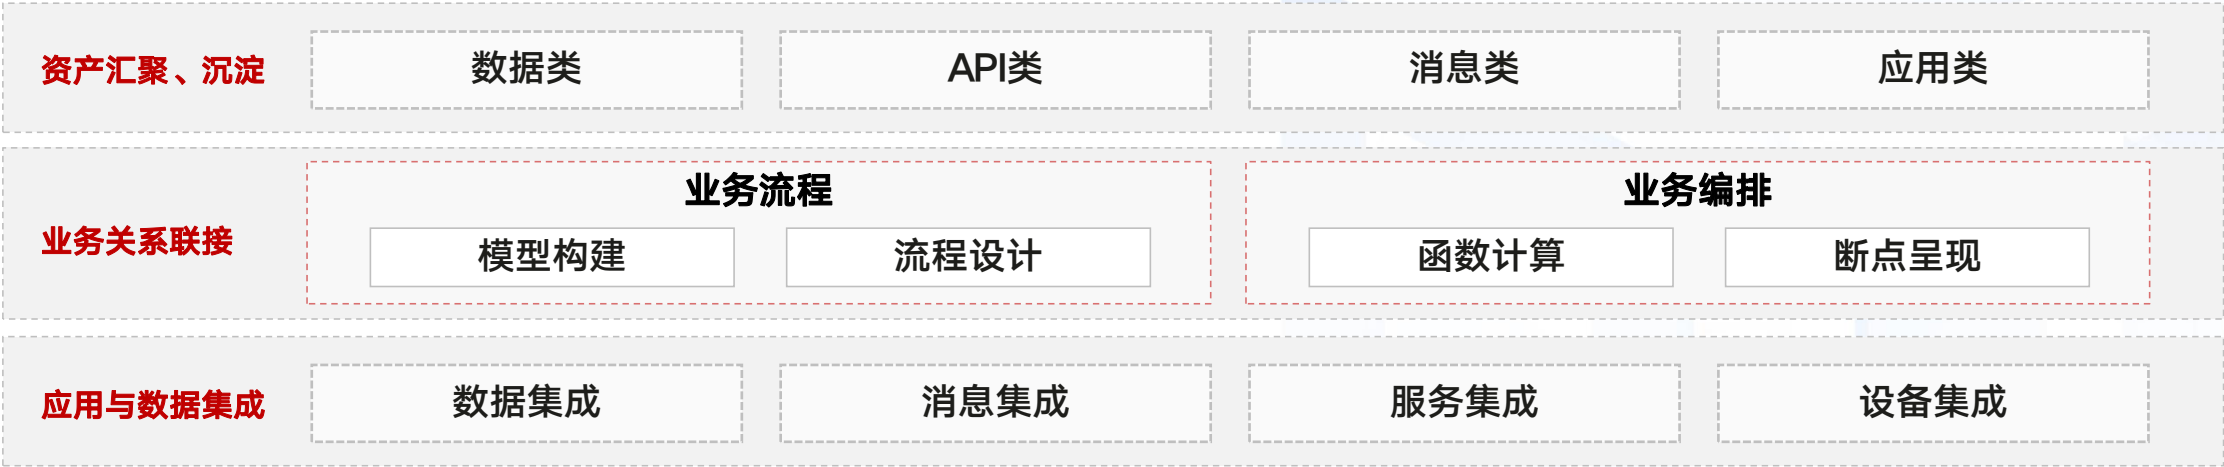 资产汇聚、沉淀
数据类
API类
消息类
应用类
业务关系联接
业务流程
模型构建
流程设计
业务编排
函数计算
断点呈现
应用与数据集成
数据集成
消息集成
服务集成
设备集成